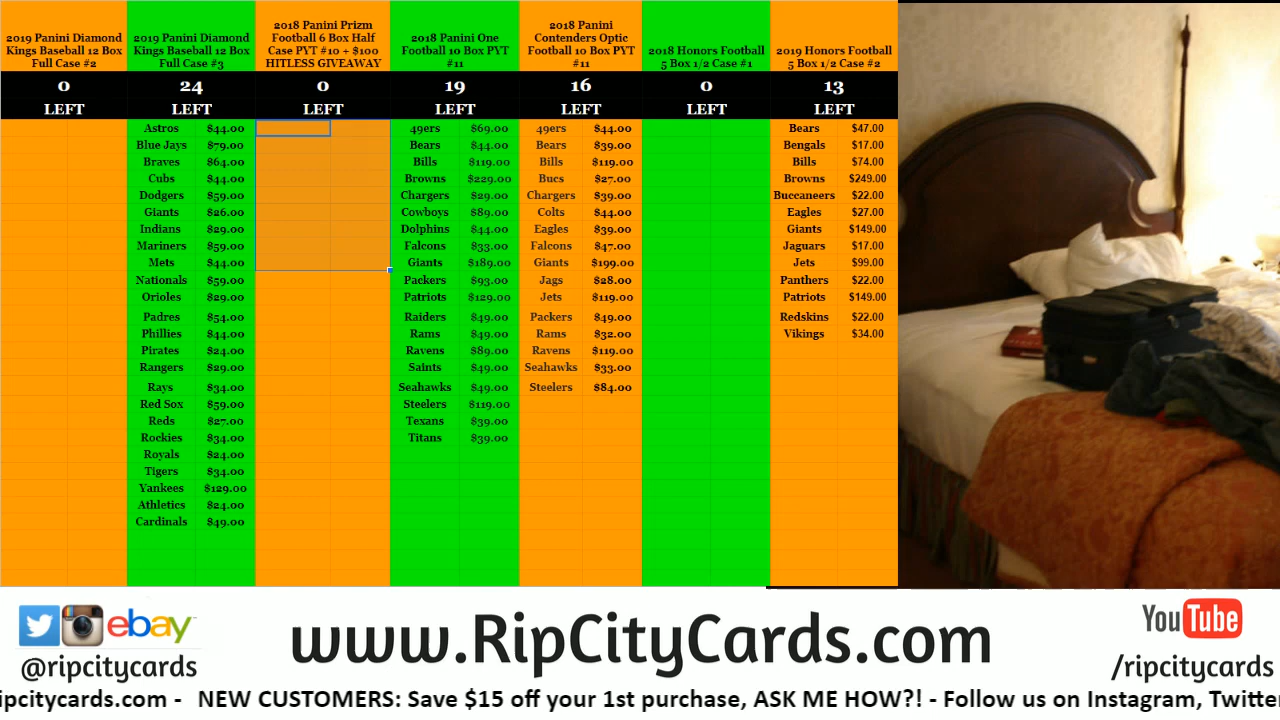 2019 Panini Diamond
Kings Baseball 12 Box
Full Case #2
0
LEFT
2019 Panini Diamond
Kings Baseball 12 Box
Full Case #3
24
LEFT
Astros $44.00
Blue Jays $79.00
Braves $64.00
Cubs $44.00
Dodgers $59.00
Giants $26.00
Indians $29.00
Mariners $59.00
Mets $44.00
Nationals $59.00
Orioles $29.00
Padres $54.00
Phillies $44.00
Pirates $24.00
Rangers $29.00
Rays $34.00
Red Sox $59.00
Reds $27.00
Rockies $34.00
Royals $24.00
Tigers $34.00
Yankees $129.00
Athletics $24.00
Cardinals $49.00
2018 Panini Prizm
Football 6 Box Half
Case PYT #10 + $100
HITLESS GIVEAWAY
0
LEFT
2018 Panini One
Football 10 Box PYT
#11
19
LEFT
49ers $69.00
Bears $44.00
Bills $119.00
Browns $229.00
Chargers $29.00
Cowboys $89.00
Dolphins $44.00
Falcons $33.00
Giants $189.00
Packers $93.00
Patriots $129.00
Raiders $49.00
Rams $49.00
Ravens $89.00
Saints $49.00
Seahawks $49.00
Steelers $119.00
Texans $39.00
Titans $39.00
2018 Panini
Contenders Optic
Football 10 Box PYT
#11
16
LEFT
49ers $44.00
Bears $39.00
Bills $119.00
Bucs $27.00
Chargers $39.00
Colts $44.00
Eagles $39.00
Falcons $47.00
Giants $199.00
Jags $28.00
Jets $119.00
Packers $49.00
Rams $32.00
Ravens $119.00
Seahawks $33.00
Steelers $84.00
2018 Honors Football
5 Box 1/2 Case #1
0
LEFT
2019 Honors Football
5 Box 1/2 Case #2
13
LEFT
Bears $47.00
Bengals $17.00
Bills $74.00
Browns $249.00
Buccaneers $22.00
Eagles $27.00
Giants $149.00
Jaguars $17.00
Jets $99.00
Panthers $22.00
Patriots $149.00
Redskins $22.00
Vikings $34.00
ebay
@ripcitycards
www.RipCityCards.com
YouTube
/ripcitycards
ipcitycards.com - NEW CUSTOMERS: Save $15 off your 1st purchase, ASK ME HOW?! - Follow us on Instagram, Twitte